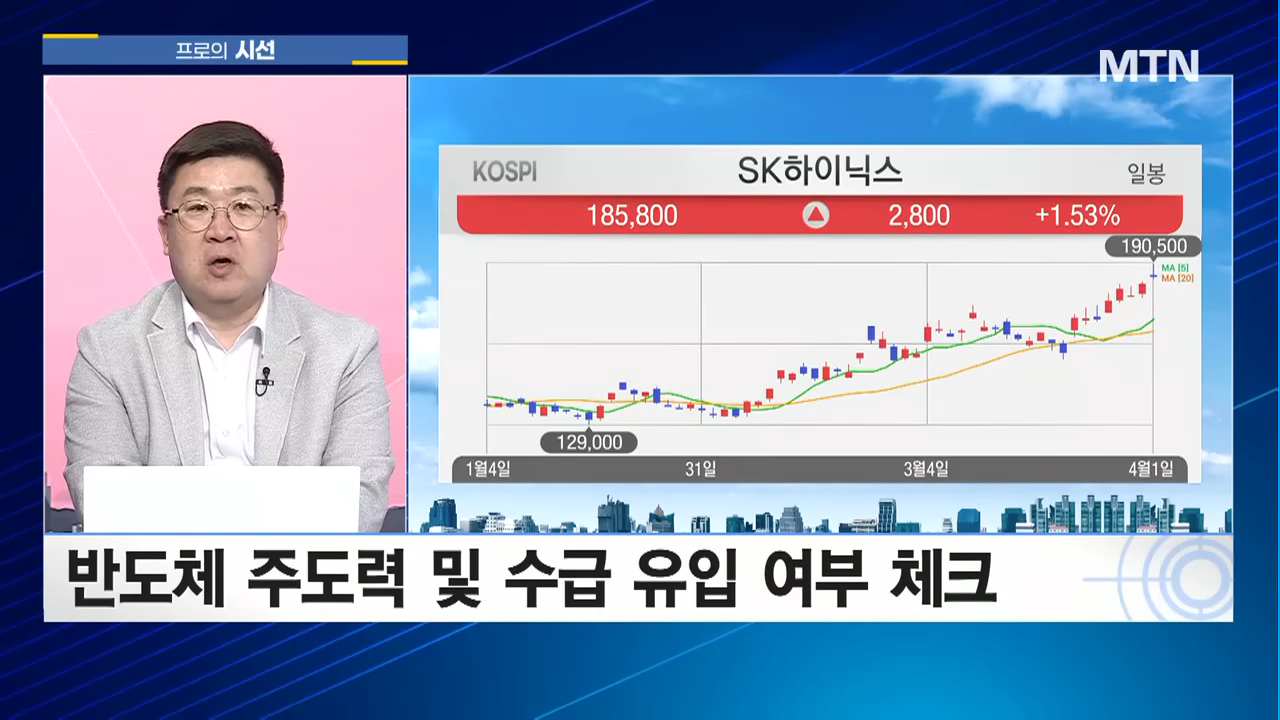 프로의 시선
MTN
KOSPI
SK하이닉스
일봉
185,800
2,800
+1.53%
190,500
MA [5]
MA [20]
129,000
1월4일
31일
3월4일
4월1일
반도체 주도력 및 수급 유입 여부 체크